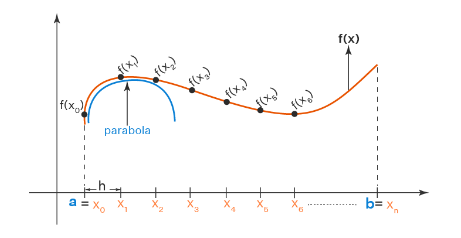 f(x)
f(x₀)
f(x₁)
f(x₂)
f(x₃)
f(x₄)
f(x₅)
f(x₆)
parabola
h
a = x₀ x₁ x₂ x₃ x₄ x₅ x₆ ............... b= xₙ